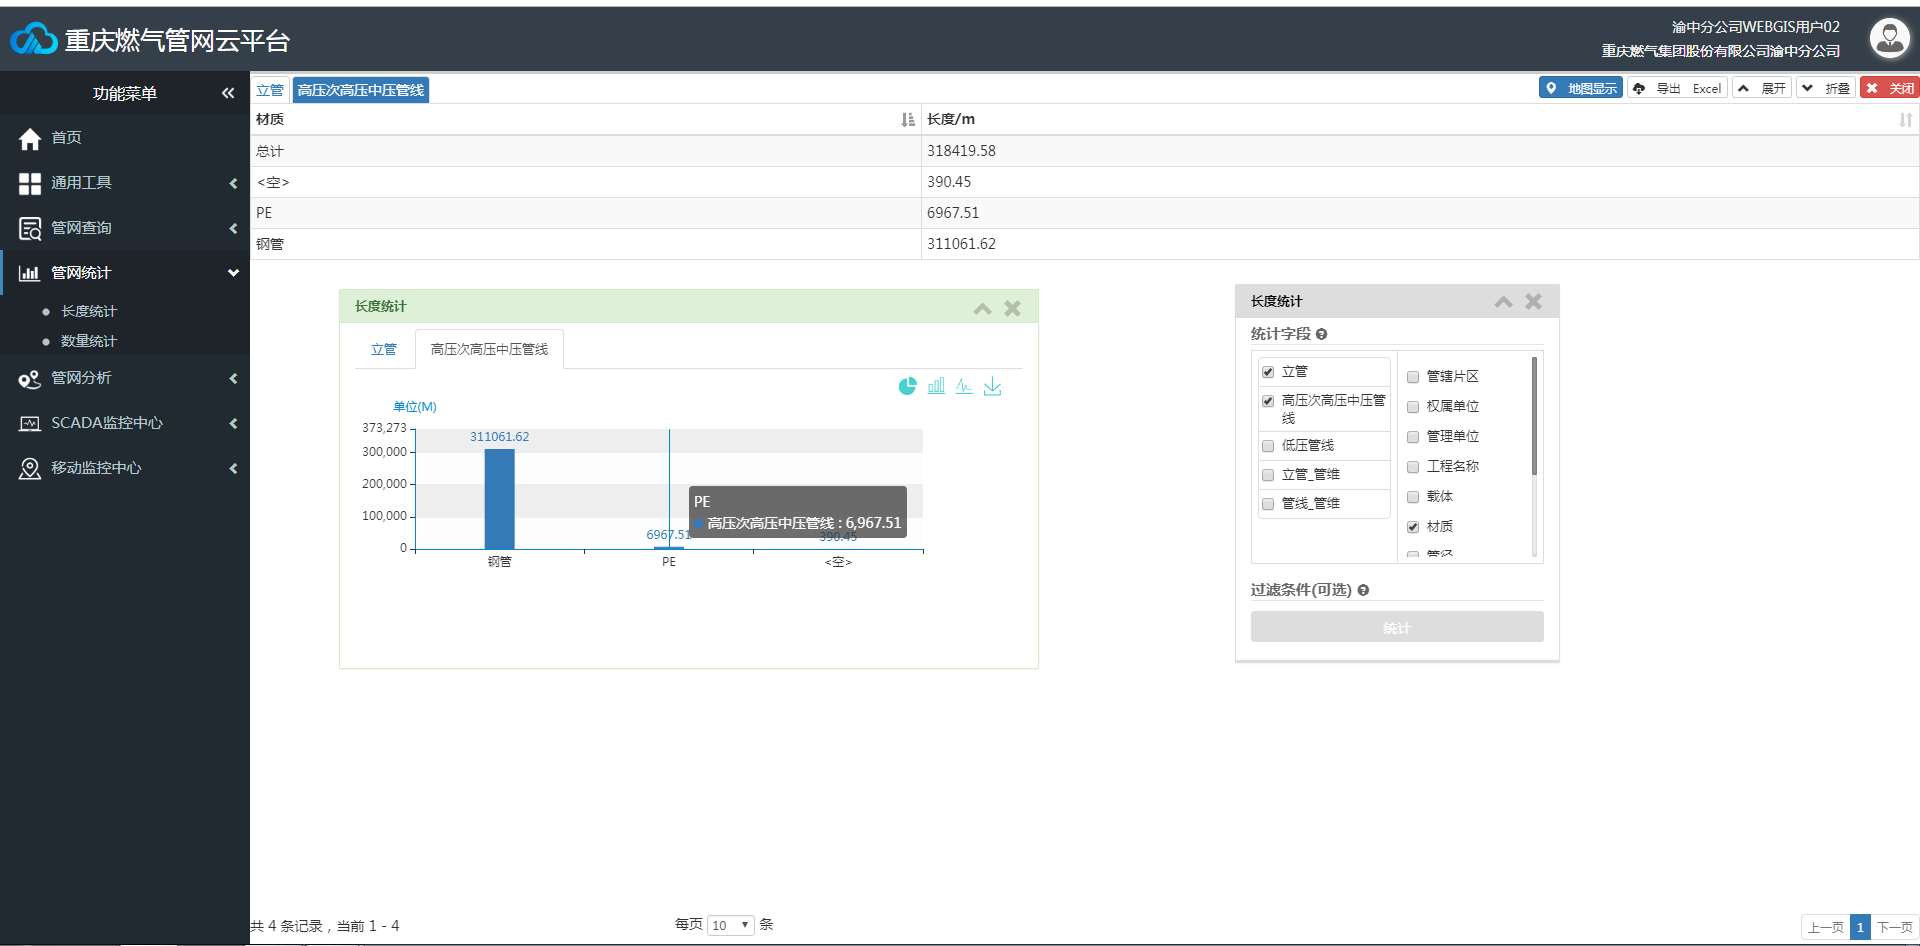 重庆燃气管网云平台
渝中分公司WEBGIS用户02
重庆燃气集团股份有限公司渝中分公司
功能菜单
首页
通用工具
管网查询
管网统计
长度统计
数量统计
管网分析
SCADA监控中心
移动监控中心
立管 高压次高压中压管线
地图显示 导出 Excel 展开 折叠 关闭
材质 长度/m
总计 318419.58
<空> 390.45
PE 6967.51
钢管 311061.62
长度统计
立管 高压次高压中压管线
单位(M)
373,273
300,000
200,000
100,000
0
311061.62
6967.51
390.45
PE
高压次高压中压管线 : 6,967.51
钢管 PE <空>
长度统计
统计字段
立管
高压次高压中压管
线
低压管线
立管_管维
管线_管维
管辖片区
权属单位
管理单位
工程名称
载体
材质
管径
过滤条件(可选)
统计
共 4 条记录，当前 1 - 4
每页 10 条
上一页 1 下一页